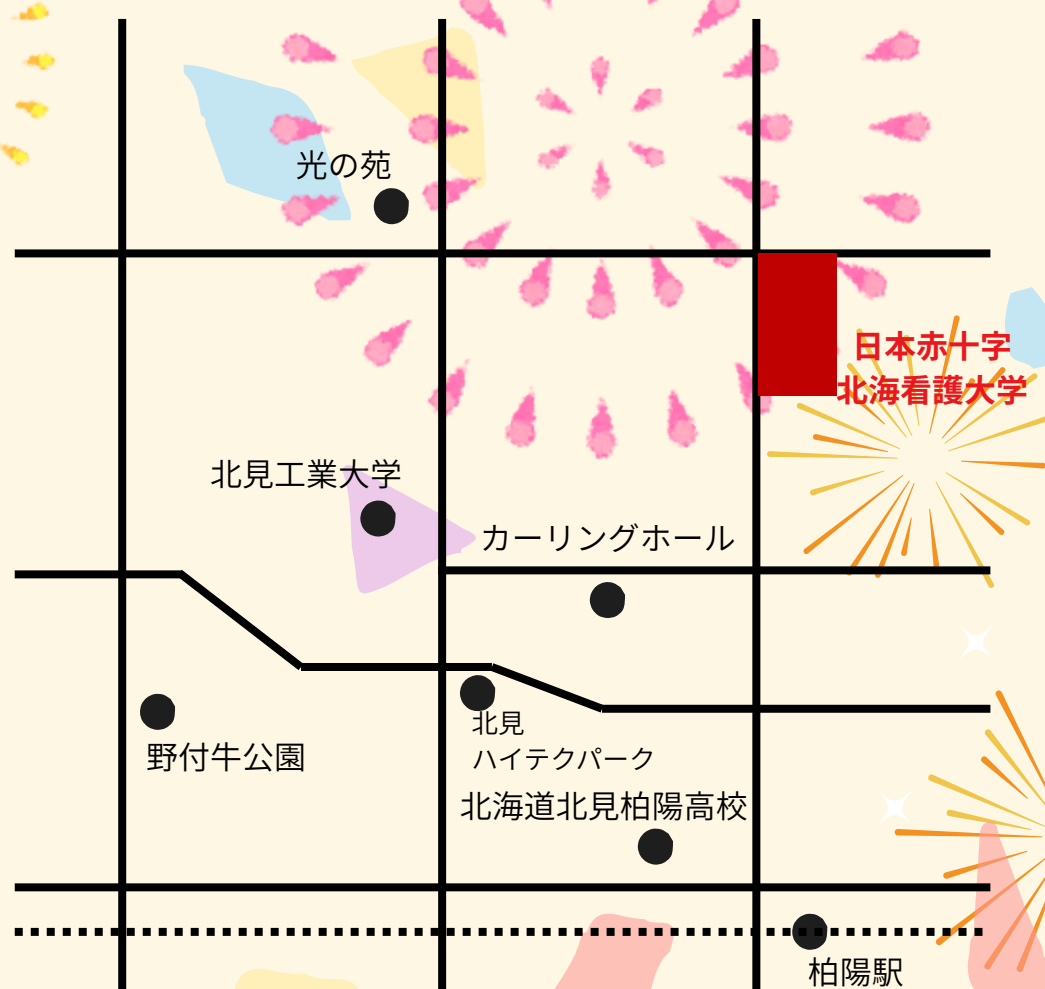 光の苑
日本赤十字
北海看護大学
北見工業大学
カーリングホール
北見
ハイテクパーク
野付牛公園
北海道北見柏陽高校
柏陽駅